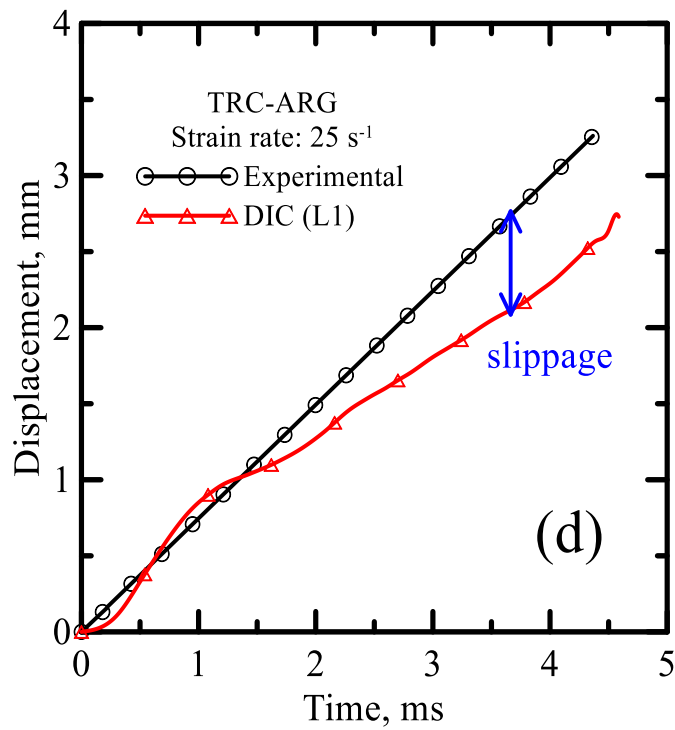 4
3
2
1
0
Displacement, mm
TRC-ARG
Strain rate: 25 s⁻¹
Experimental
DIC (L1)
slippage
(d)
0 1 2 3 4 5
Time, ms